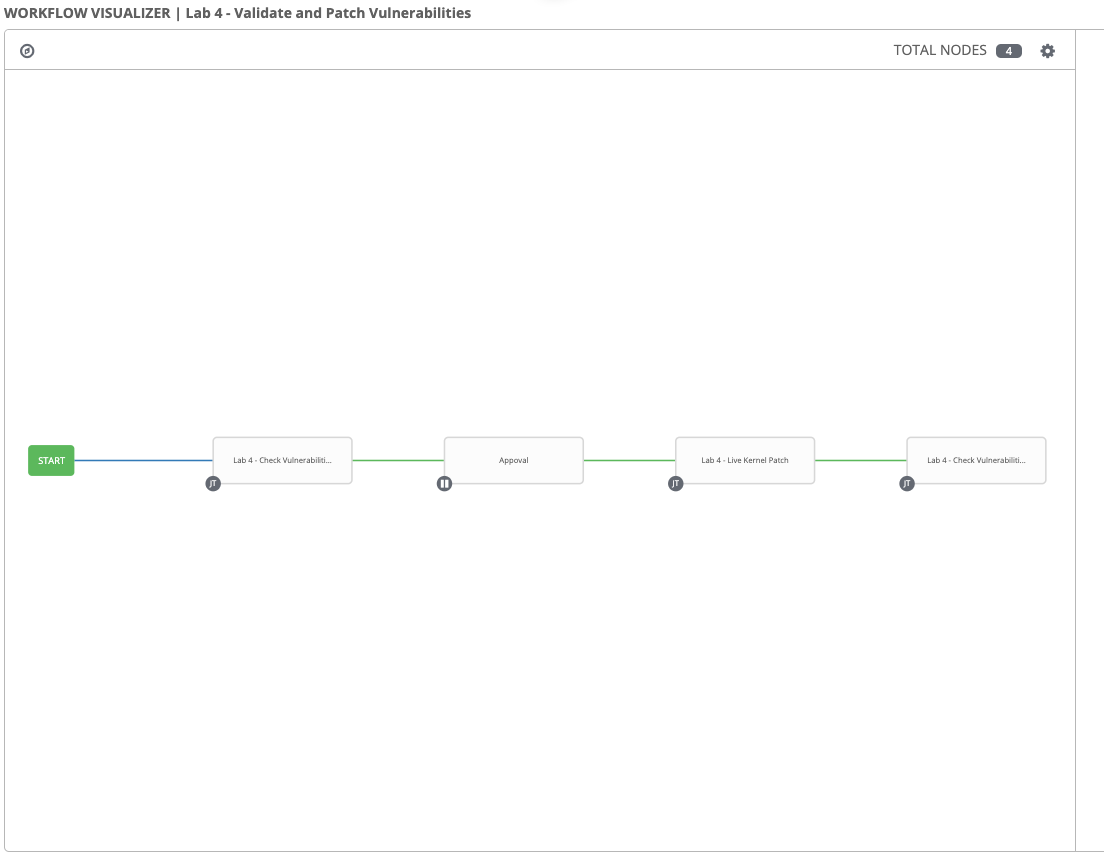 WORKFLOW VISUALIZER | Lab 4 - Validate and Patch Vulnerabilities
TOTAL NODES 4
START
Lab 4 - Check Vulnerabiliti...
JT
Appoval
Lab 4 - Live Kernel Patch
JT
Lab 4 - Check Vulnerabiliti...
JT